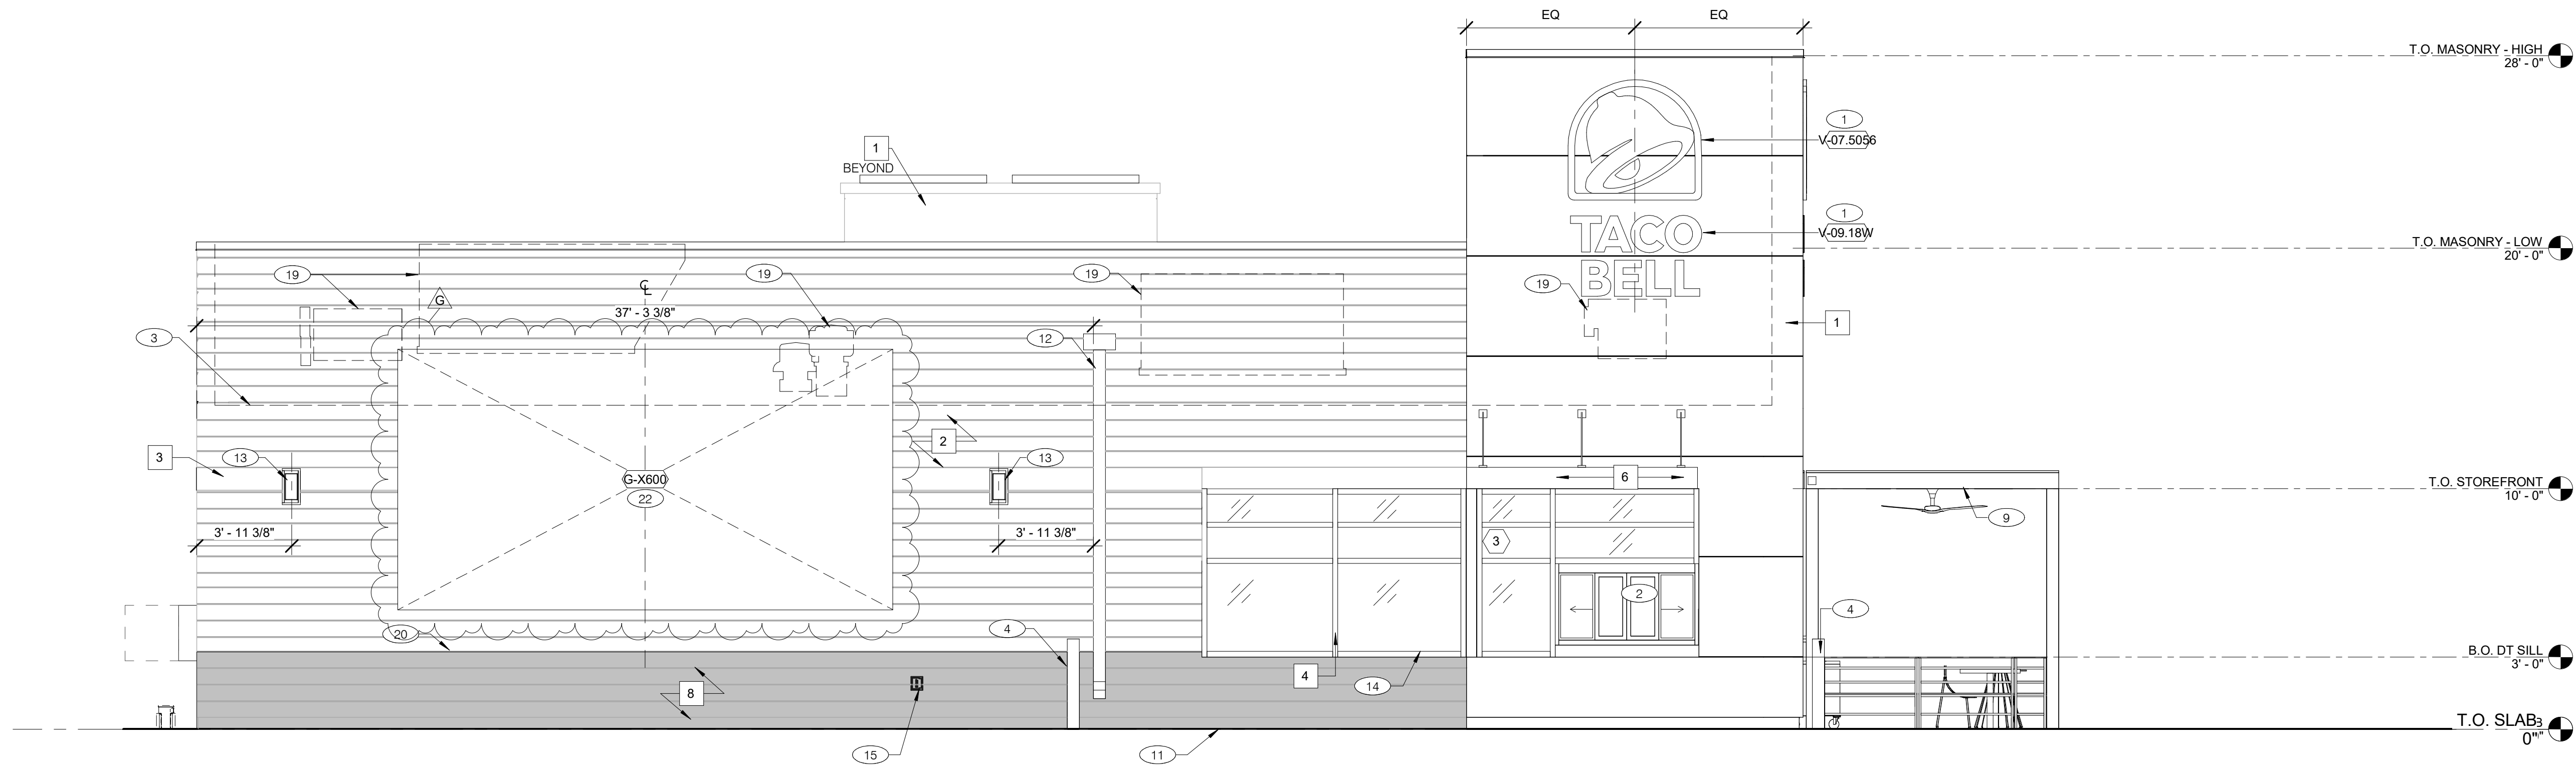 EQ
EQ
T.O. MASONRY - HIGH
28' - 0"
1
V-07.5056
1
BEYOND
1
V-09.18W
TACO
BELL
T.O. MASONRY - LOW
20' - 0"
19
19
19
19
G
CL
37' - 3 3/8"
1
3
12
2
3
13
13
6
T.O. STOREFRONT
10' - 0"
G-X600
22
9
3' - 11 3/8"
3' - 11 3/8"
3
2
4
20
4
B.O. DT SILL
3' - 0"
4
14
8
T.O. SLAB
0"
15
11